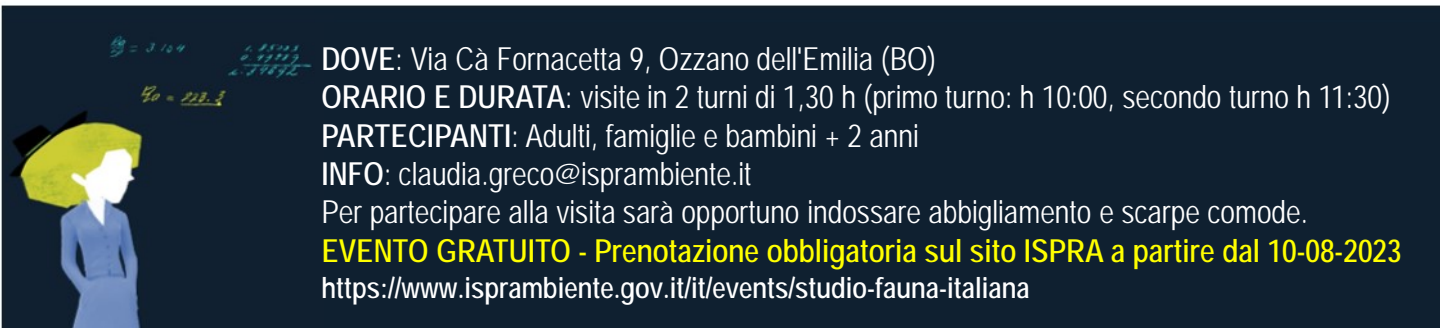 DOVE: Via Cà Fornacetta 9, Ozzano dell'Emilia (BO)
ORARIO E DURATA: visite in 2 turni di 1,30 h (primo turno: h 10:00, secondo turno h 11:30)
PARTECIPANTI: Adulti, famiglie e bambini + 2 anni
INFO: claudia.greco@isprambiente.it
Per partecipare alla visita sarà opportuno indossare abbigliamento e scarpe comode.
EVENTO GRATUITO - Prenotazione obbligatoria sul sito ISPRA a partire dal 10-08-2023
https://www.isprambiente.gov.it/it/events/studio-fauna-italiana